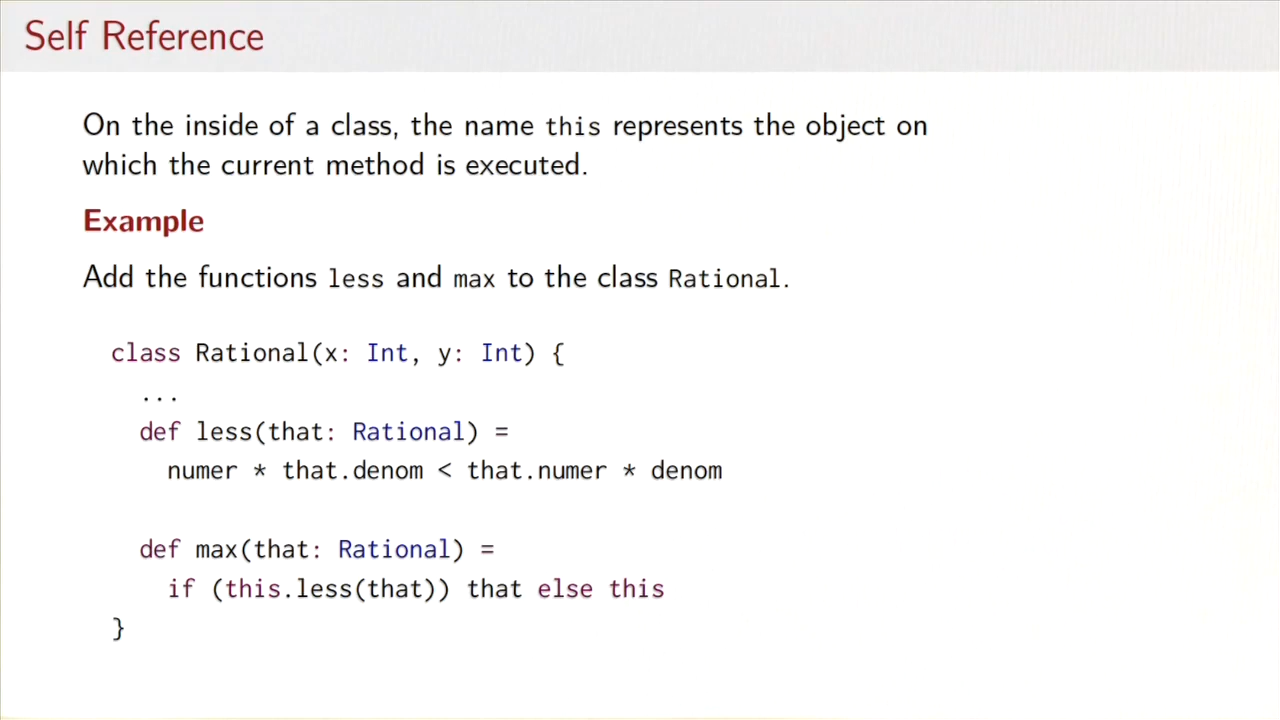 Self Reference
On the inside of a class, the name this represents the object on
which the current method is executed.
Example
Add the functions less and max to the class Rational.
class Rational(x: Int, y: Int) {
...
def less(that: Rational) =
numer * that.denom < that.numer * denom
def max(that: Rational) =
if (this.less(that)) that else this
}